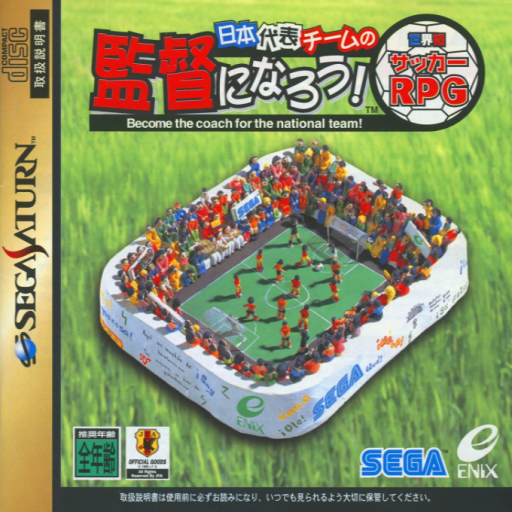 COMPACT
disc
取扱説明書
SEGA SATURN™
日本代表チームの
監督になろう!™
世界初
サッカー
RPG
Become the coach for the national team!
SEGA
SEGA
ENIX
推奨年齢
全年齢
OFFICIAL GOODS
SEGA
ENIX
取扱説明書は使用前に必ずお読みになり、いつでも見られるよう大切に保管してください。